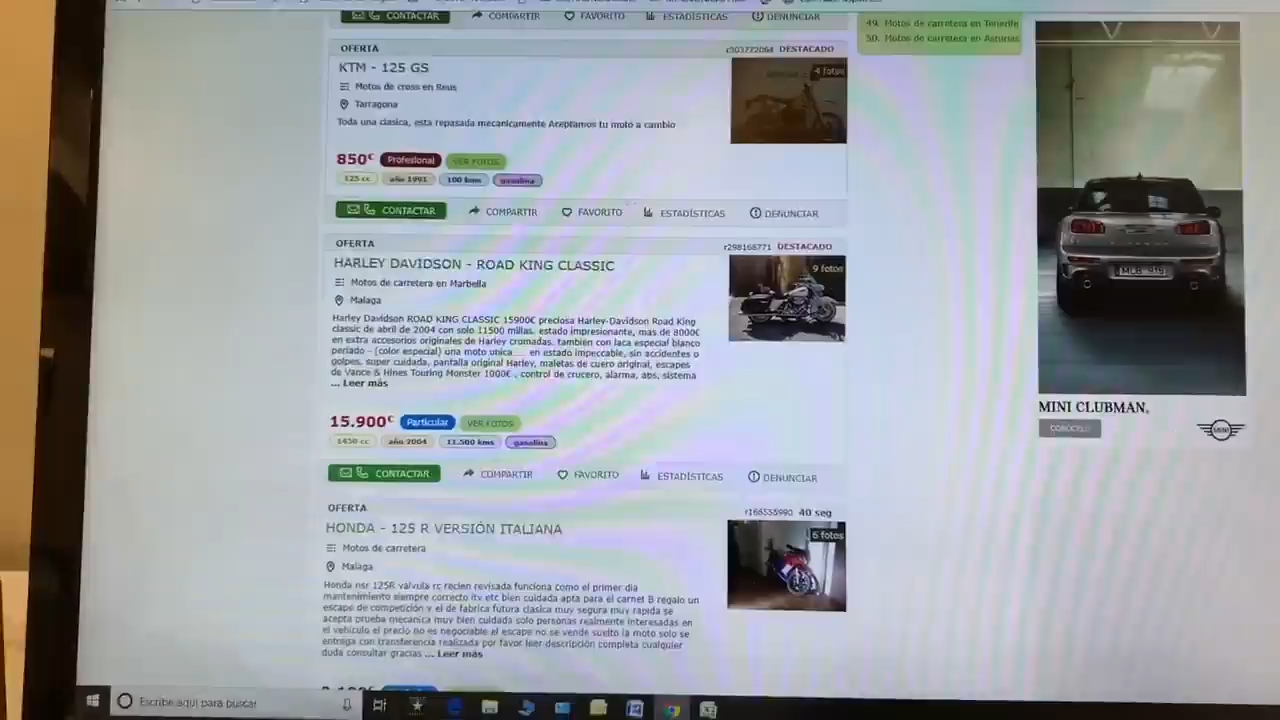 CONTACTAR COMPARTIR FAVORITO ESTADÍSTICAS DENUNCIAR
49. Motos de carretera en Tenerife
50. Motos de carretera en Asturias
OFERTA
r303772064 DESTACADO
KTM - 125 GS
4 fotos
Motos de cross en Reus
Tarragona
Toda una clasica, esta repasada mecanicamente Aceptamos tu moto a cambio
850€ Profesional VER FOTOS
125 cc año 1991 100 kms gasolina
CONTACTAR COMPARTIR FAVORITO ESTADÍSTICAS DENUNCIAR
OFERTA
r298168771 DESTACADO
HARLEY DAVIDSON - ROAD KING CLASSIC
9 fotos
Motos de carretera en Marbella
Malaga
Harley Davidson ROAD KING CLASSIC 15900€ preciosa Harley-Davidson Road King
classic de abril de 2004 con solo 11500 millas. estado impresionante, mas de 8000€
en extra accesorios originales de Harley cromadas. tambien con laca especial blanco
perlado - (color especial) una moto unica.... en estado impeccable, sin accidentes o
golpes, super cuidada, pantalla original Harley, maletas de cuero original, escapes
de Vance & Hines Touring Monster 1000€ , control de crucero, alarma, abs, sistema
... Leer más
15.900€ Particular VER FOTOS
1450 cc año 2004 11.500 kms gasolina
CONTACTAR COMPARTIR FAVORITO ESTADÍSTICAS DENUNCIAR
OFERTA
r166555990 40 seg
HONDA - 125 R VERSIÓN ITALIANA
6 fotos
Motos de carretera
Malaga
Honda nsr 125R valvula rc recien revisada funciona como el primer dia
mantenimiento siempre correcto itv etc bien cuidada apta para el carnet B regalo un
escape de competición y el de fabrica futura clasica muy segura muy rapida se
acepta prueba mecanica muy bien cuidada solo personas realmente interesadas en
el vehiculo el precio no es negociable el escape no se vende suelto la moto solo se
entrega con transferencia realizada por favor leer descripción completa cualquier
duda consultar gracias ... Leer más
MINI CLUBMAN.
CONÓCELO
MINI
Escribe aquí para buscar